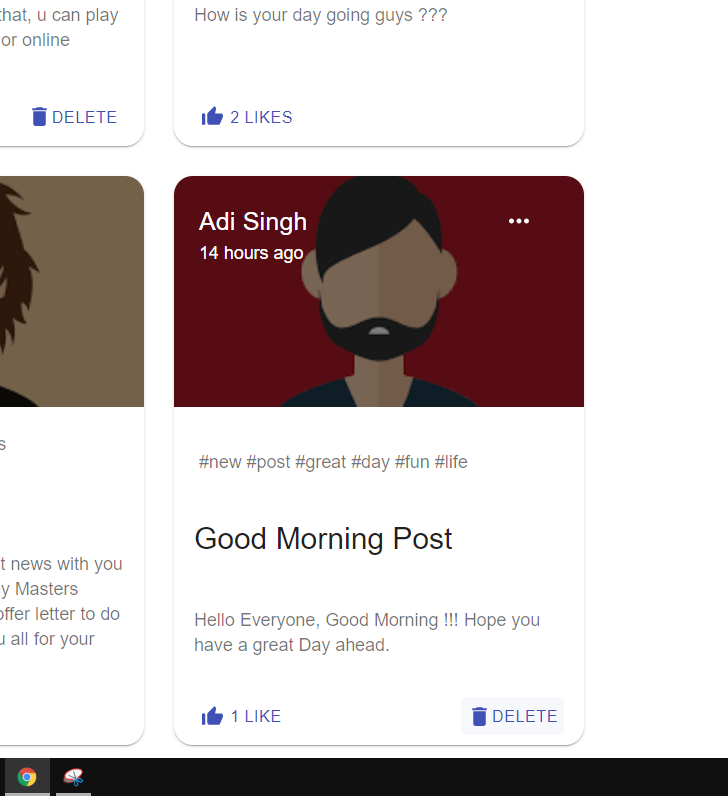 that, u can play
or online
DELETE
How is your day going guys ???
2 LIKES
s
t news with you
y Masters
offer letter to do
u all for your
Adi Singh
14 hours ago
#new #post #great #day #fun #life
Good Morning Post
Hello Everyone, Good Morning !!! Hope you
have a great Day ahead.
1 LIKE
DELETE